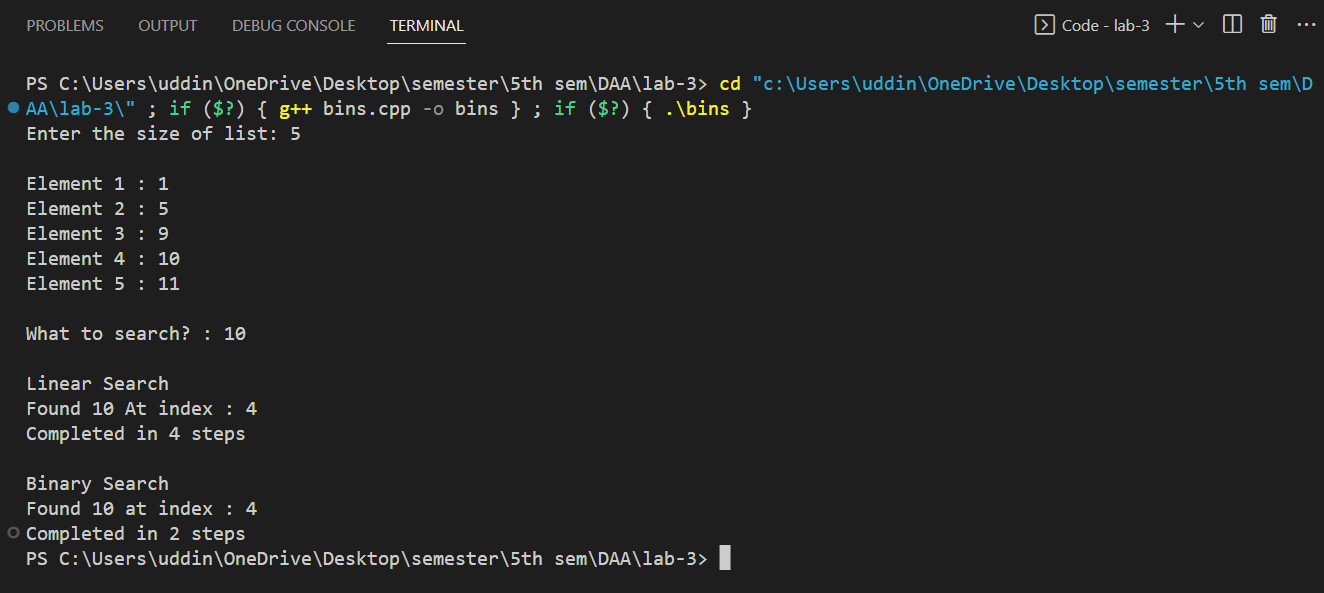 PROBLEMS OUTPUT DEBUG CONSOLE TERMINAL Code - lab-3
PS C:\Users\uddin\OneDrive\Desktop\semester\5th sem\DAA\lab-3> cd "c:\Users\uddin\OneDrive\Desktop\semester\5th sem\D
AA\lab-3\" ; if ($?) { g++ bins.cpp -o bins } ; if ($?) { .\bins }
Enter the size of list: 5
Element 1 : 1
Element 2 : 5
Element 3 : 9
Element 4 : 10
Element 5 : 11
What to search? : 10
Linear Search
Found 10 At index : 4
Completed in 4 steps
Binary Search
Found 10 at index : 4
Completed in 2 steps
PS C:\Users\uddin\OneDrive\Desktop\semester\5th sem\DAA\lab-3>